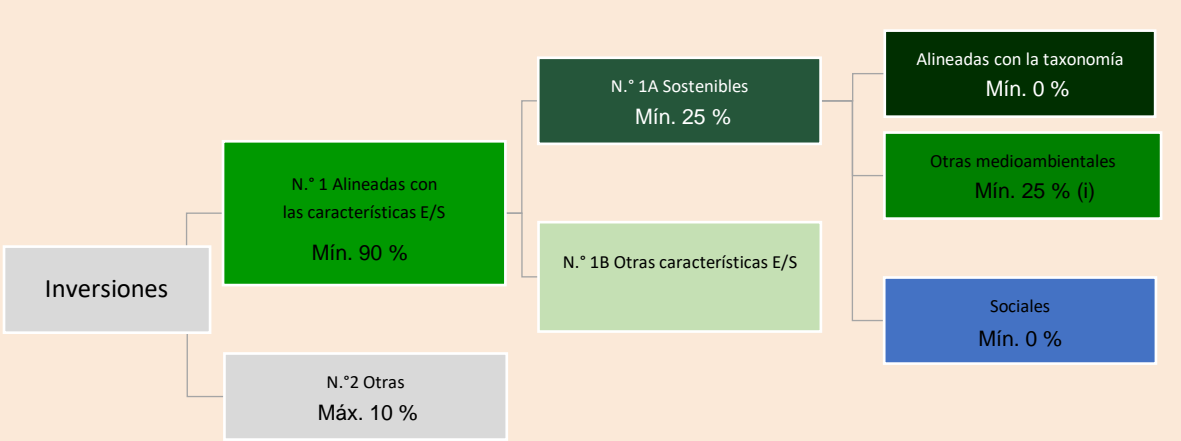 Inversiones
N.° 1 Alineadas con
las características E/S
Mín. 90 %
N.°2 Otras
Máx. 10 %
N.° 1A Sostenibles
Mín. 25 %
N.° 1B Otras características E/S
Alineadas con la taxonomía
Mín. 0 %
Otras medioambientales
Mín. 25 % (i)
Sociales
Mín. 0 %